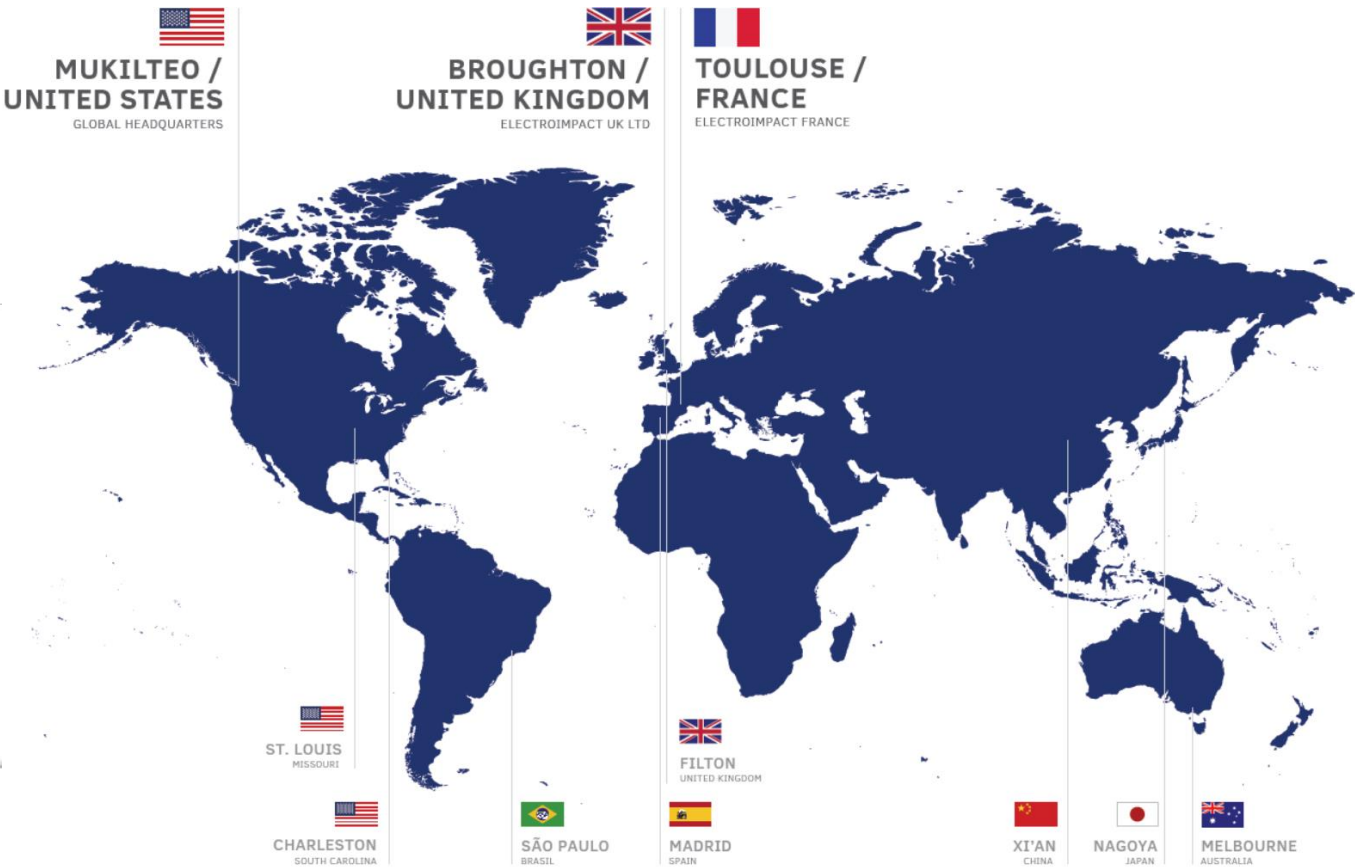 MUKILTEO /
UNITED STATES
GLOBAL HEADQUARTERS
BROUGHTON /
UNITED KINGDOM
ELECTROIMPACT UK LTD
TOULOUSE /
FRANCE
ELECTROIMPACT FRANCE
ST. LOUIS
MISSOURI
FILTON
UNITED KINGDOM
CHARLESTON
SOUTH CAROLINA
SÃO PAULO
BRASIL
MADRID
SPAIN
XI'AN
CHINA
NAGOYA
JAPAN
MELBOURNE
AUSTRALIA